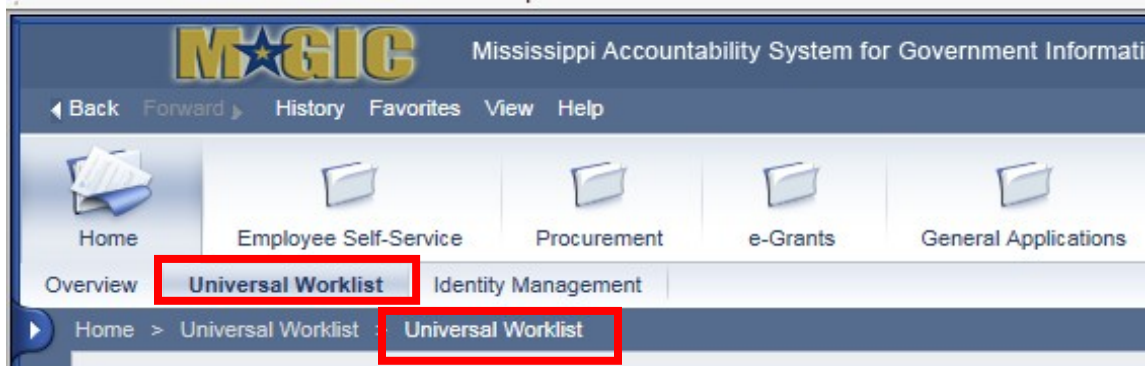 M★GIC Mississippi Accountability System for Government Informati
Back Forward History Favorites View Help
Home Employee Self-Service Procurement e-Grants General Applications
Overview Universal Worklist Identity Management
Home > Universal Worklist > Universal Worklist